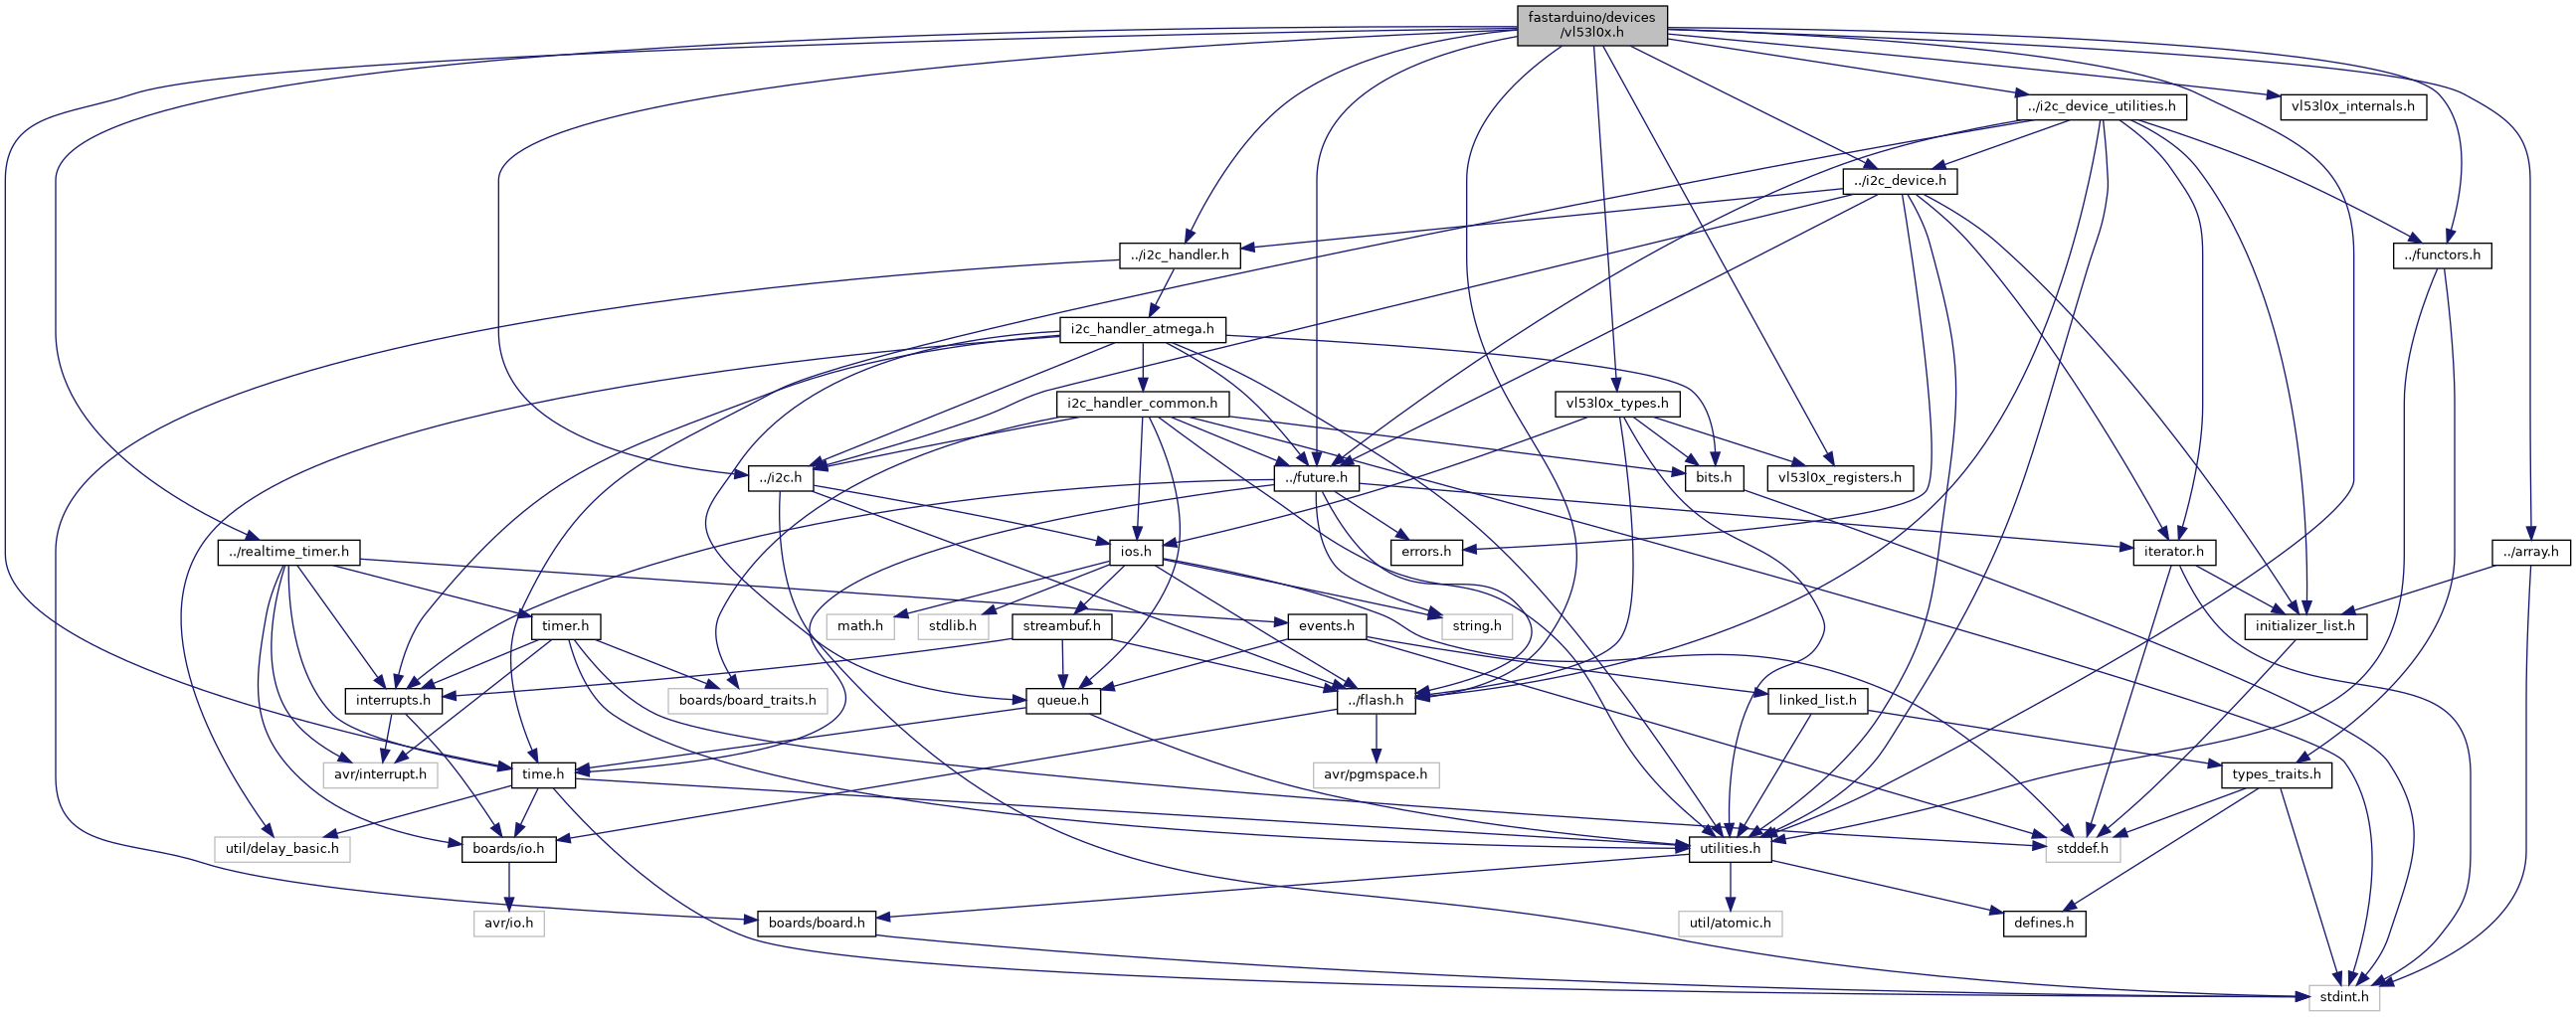 fastarduino/devices
/vl53l0x.h
../i2c_device_utilities.h
vl53l0x_internals.h
../i2c_device.h
../i2c_handler.h
../functors.h
i2c_handler_atmega.h
i2c_handler_common.h
vl53l0x_types.h
../i2c.h
../future.h
bits.h
vl53l0x_registers.h
../realtime_timer.h
ios.h
errors.h
iterator.h
../array.h
timer.h
math.h
stdlib.h
streambuf.h
events.h
string.h
initializer_list.h
interrupts.h
boards/board_traits.h
queue.h
../flash.h
linked_list.h
avr/interrupt.h
time.h
avr/pgmspace.h
types_traits.h
util/delay_basic.h
boards/io.h
utilities.h
stddef.h
avr/io.h
boards/board.h
util/atomic.h
defines.h
stdint.h